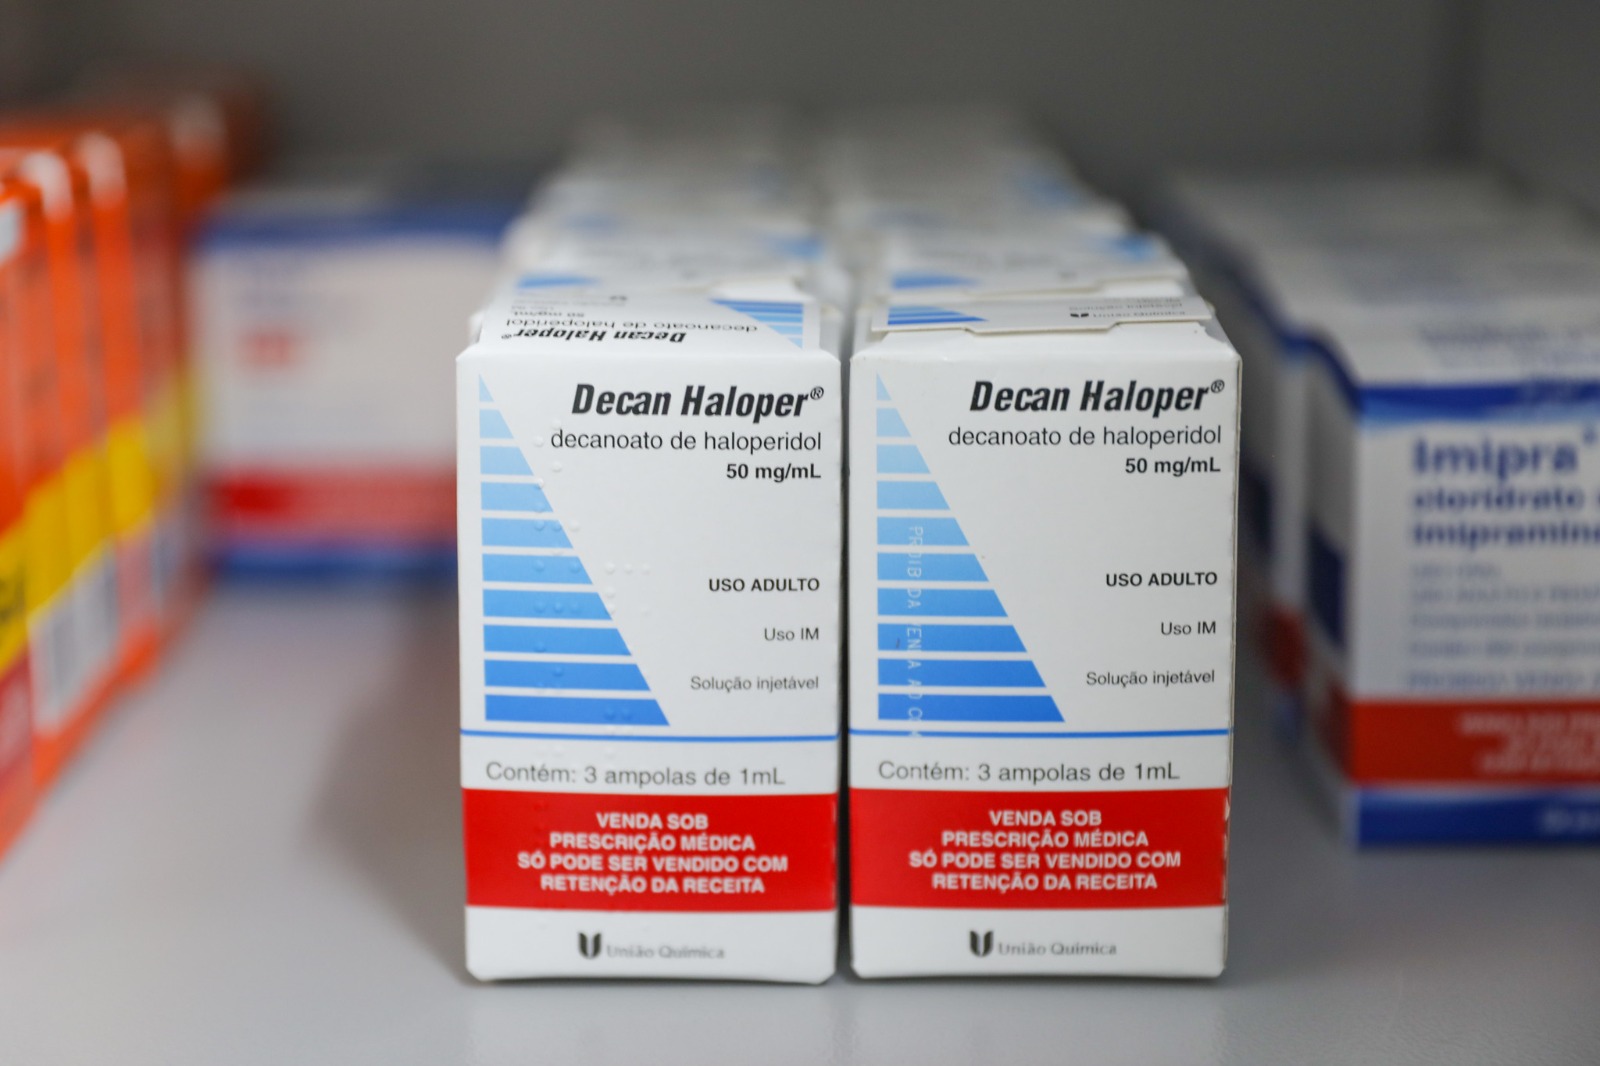 decanoato de haloperidol
Decan Haloper®
Decan Haloper®
decanoato de haloperidol
50 mg/mL
USO ADULTO
Uso IM
Solução injetável
Contém: 3 ampolas de 1mL
VENDA SOB
PRESCRIÇÃO MÉDICA
SÓ PODE SER VENDIDO COM
RETENÇÃO DA RECEITA
União Química
Decan Haloper®
decanoato de haloperidol
50 mg/mL
USO ADULTO
Uso IM
Solução injetável
Contém: 3 ampolas de 1mL
VENDA SOB
PRESCRIÇÃO MÉDICA
SÓ PODE SER VENDIDO COM
RETENÇÃO DA RECEITA
União Química
Imipra
cloridrato